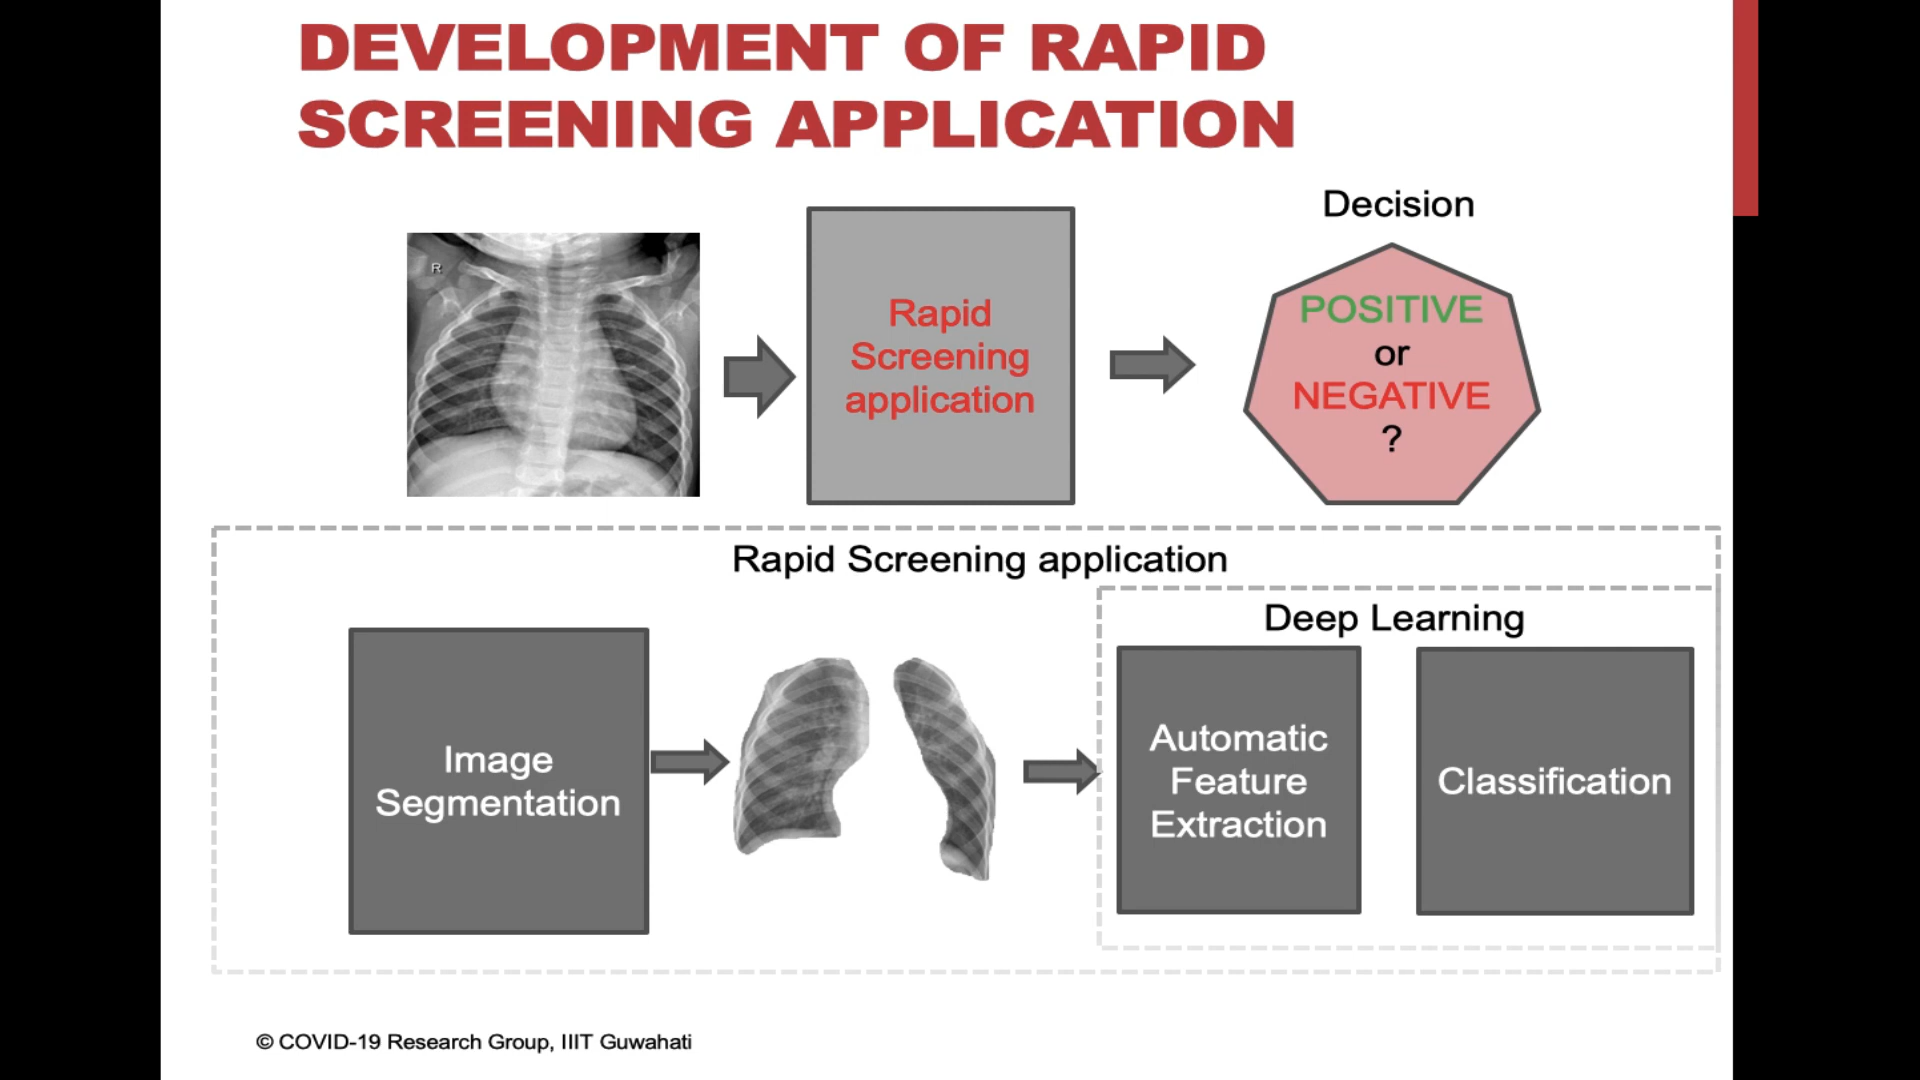 DEVELOPMENT OF RAPID
SCREENING APPLICATION
R
Rapid
Screening
application
Decision
POSITIVE
or
NEGATIVE
?
Rapid Screening application
Image
Segmentation
Deep Learning
Automatic
Feature
Extraction
Classification
© COVID-19 Research Group, IIIT Guwahati